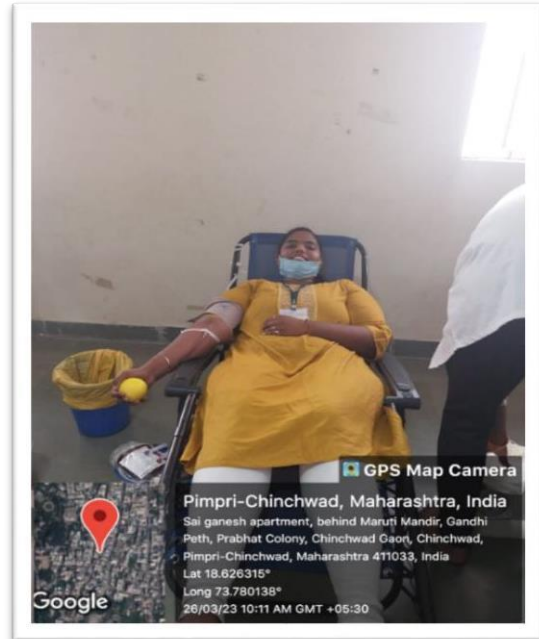 GPS Map Camera
Pimpri-Chinchwad, Maharashtra, India
Sai ganesh apartment, behind Maruti Mandir, Gandhi
Peth, Prabhat Colony, Chinchwad Gaon, Chinchwad,
Pimpri-Chinchwad, Maharashtra 411033, India
Lat 18.626315°
Long 73.780138°
26/03/23 10:11 AM GMT +05:30
Google